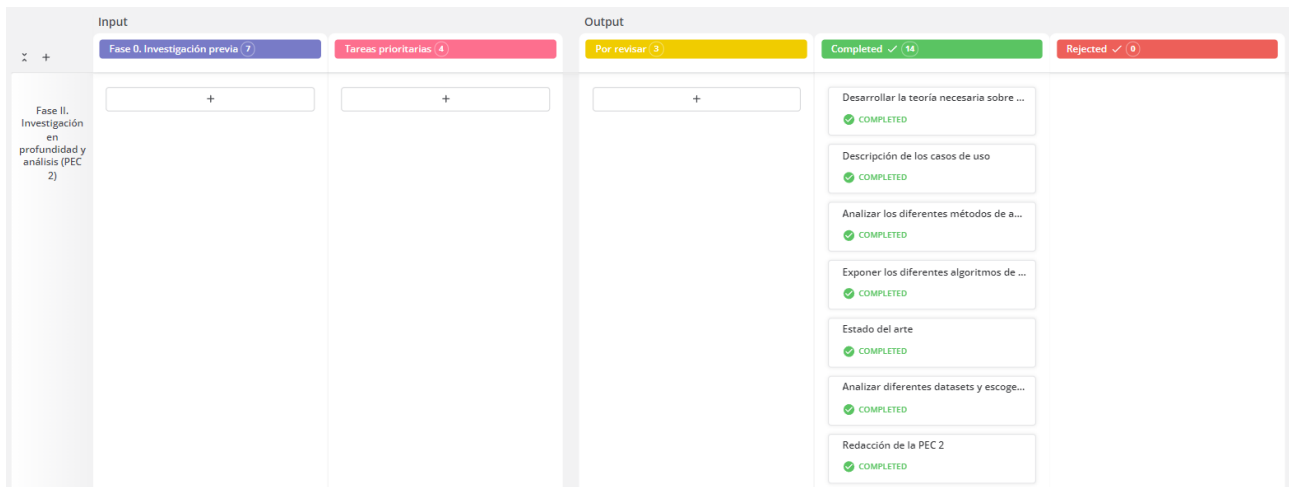 Input
Output
Fase 0. Investigación previa 7
Tareas prioritarias 4
Por revisar 3
Completed ✓ 14
Rejected ✓ 0
Fase II.
Investigación
en
profundidad y
análisis (PEC
2)
+
+
+
+
Desarrollar la teoría necesaria sobre ...
COMPLETED
Descripción de los casos de uso
COMPLETED
Analizar los diferentes métodos de a...
COMPLETED
Exponer los diferentes algoritmos de ...
COMPLETED
Estado del arte
COMPLETED
Analizar diferentes datasets y escoge...
COMPLETED
Redacción de la PEC 2
COMPLETED